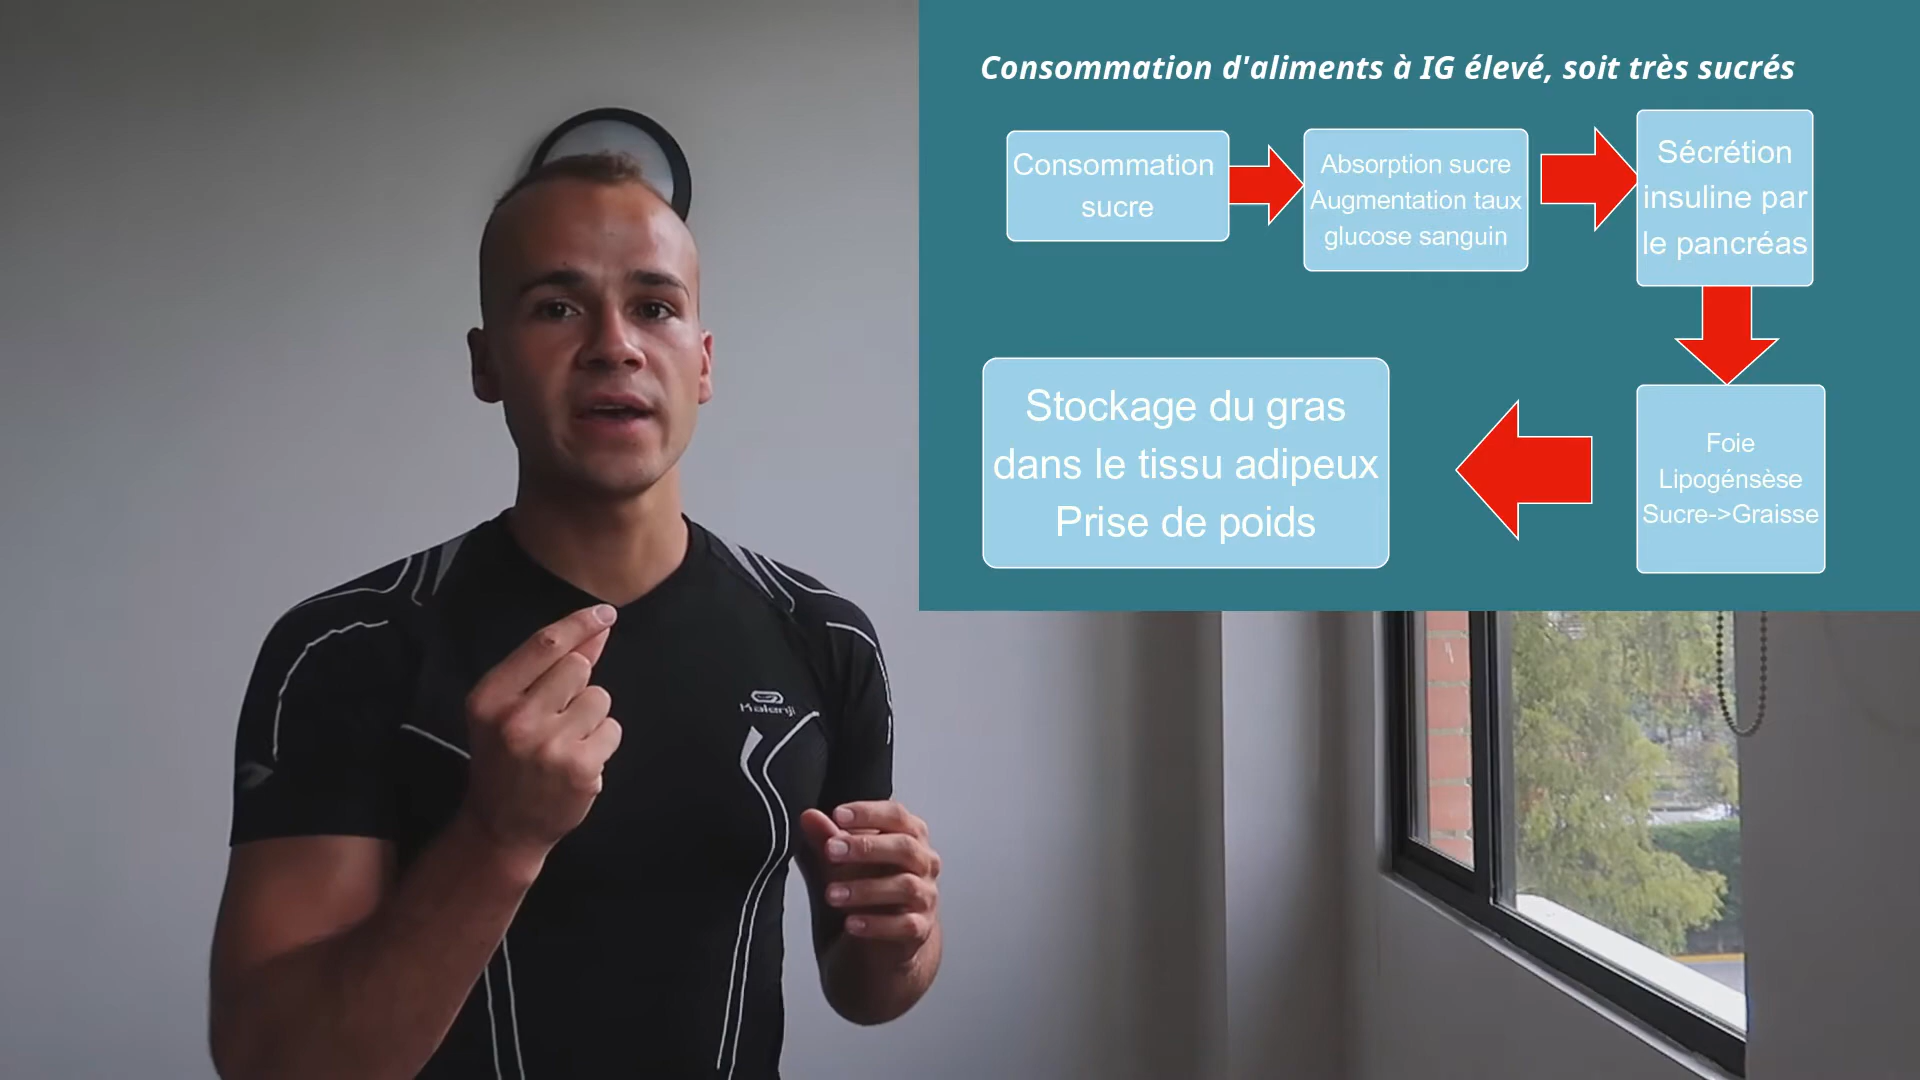 Consommation d'aliments à IG élevé, soit très sucrés
Consommation
sucre
Absorption sucre
Augmentation taux
glucose sanguin
Sécrétion
insuline par
le pancréas
Foie
Lipogénsèse
Sucre->Graisse
Stockage du gras
dans le tissu adipeux
Prise de poids
Kalenji